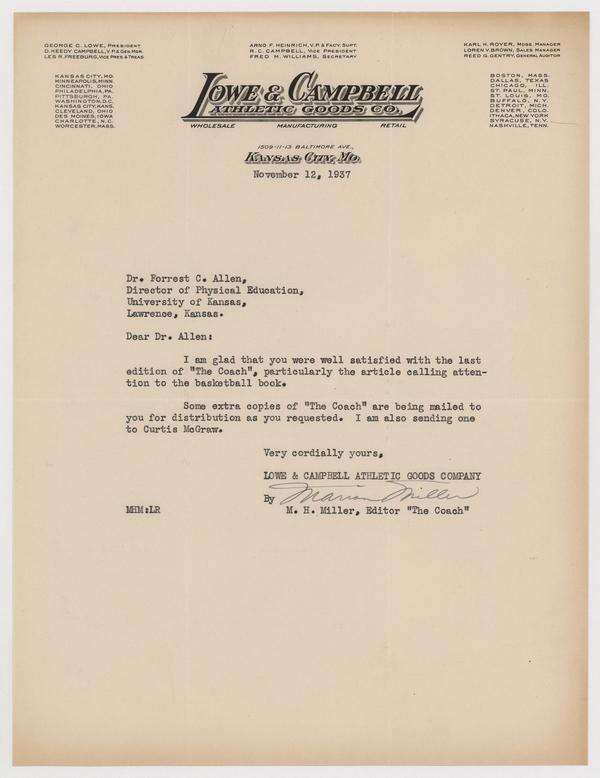 GEORGE C. LOWE, PRESIDENT
D. KEEDY CAMPBELL, V.P. & GEN. MGR.
LES R. FREEBURG, VICE PRES. & TREAS
ARNO F. HEINRICH, V.P. & FACY. SUPT.
R. C. CAMPBELL, VICE PRESIDENT
FRED M. WILLIAMS, SECRETARY
KARL H. ROYER, MDSE. MANAGER
LOREN V. BROWN, SALES MANAGER
REED G. GENTRY, GENERAL AUDITOR
KANSAS CITY, MO.
MINNEAPOLIS, MINN.
CINCINNATI, OHIO
PHILADELPHIA, PA.
PITTSBURGH, PA.
WASHINGTON, D.C.
KANSAS CITY, KANS.
CLEVELAND, OHIO
DES MOINES, IOWA
CHARLOTTE, N.C.
WORCESTER, MASS.
LOWE & CAMPBELL
ATHLETIC GOODS CO.
WHOLESALE MANUFACTURING RETAIL
BOSTON, MASS.
DALLAS, TEXAS
CHICAGO, ILL.
ST. PAUL, MINN.
ST. LOUIS, MO.
BUFFALO, N.Y.
DETROIT, MICH.
DENVER, COLO.
ITHACA, NEW YORK
SYRACUSE, N.Y.
NASHVILLE, TENN.
1509-11-13 BALTIMORE AVE.,
KANSAS CITY, MO.
November 12, 1937
Dr. Forrest C. Allen,
Director of Physical Education,
University of Kansas,
Lawrence, Kansas.
Dear Dr. Allen:
I am glad that you were well satisfied with the last
edition of "The Coach", particularly the article calling atten-
tion to the basketball book.
Some extra copies of "The Coach" are being mailed to
you for distribution as you requested. I am also sending one
to Curtis McGraw.
Very cordially yours,
LOWE & CAMPBELL ATHLETIC GOODS COMPANY
By Marion Miller
MHM:LR M. H. Miller, Editor "The Coach"